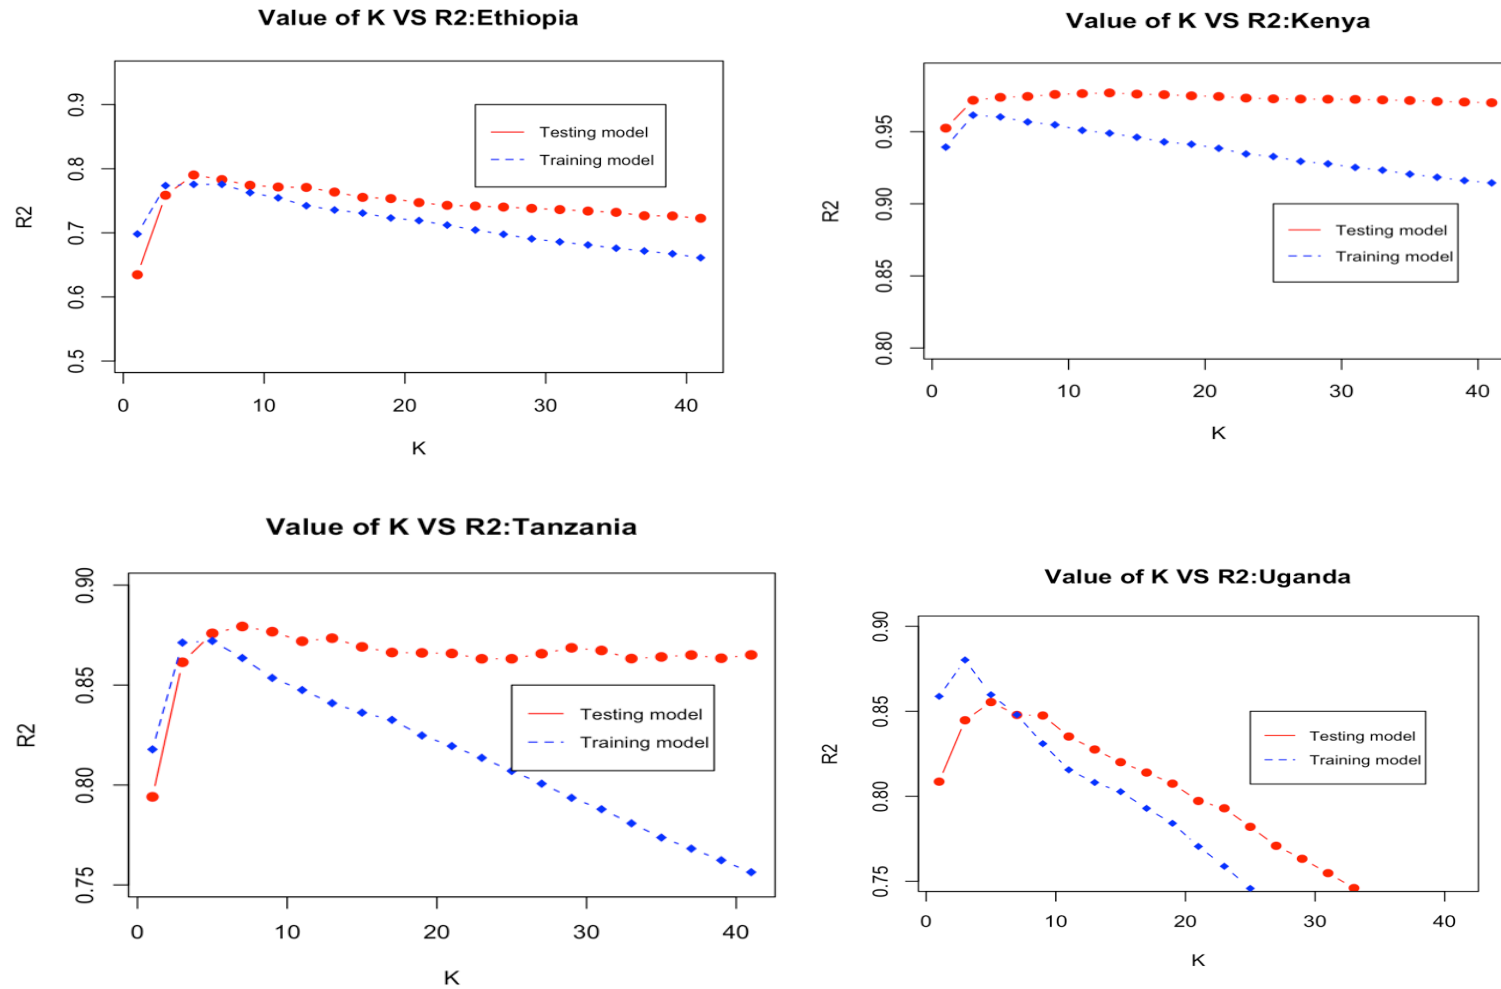 Value of K VS R2:Ethiopia
R2
0.9
0.8
0.7
0.6
0.5
Testing model
Training model
0 10 20 30 40
K
Value of K VS R2:Kenya
R2
0.95
0.90
0.85
0.80
Testing model
Training model
0 10 20 30 40
K
Value of K VS R2:Tanzania
R2
0.90
0.85
0.80
0.75
Testing model
Training model
0 10 20 30 40
K
Value of K VS R2:Uganda
R2
0.90
0.85
0.80
0.75
Testing model
Training model
0 10 20 30 40
K